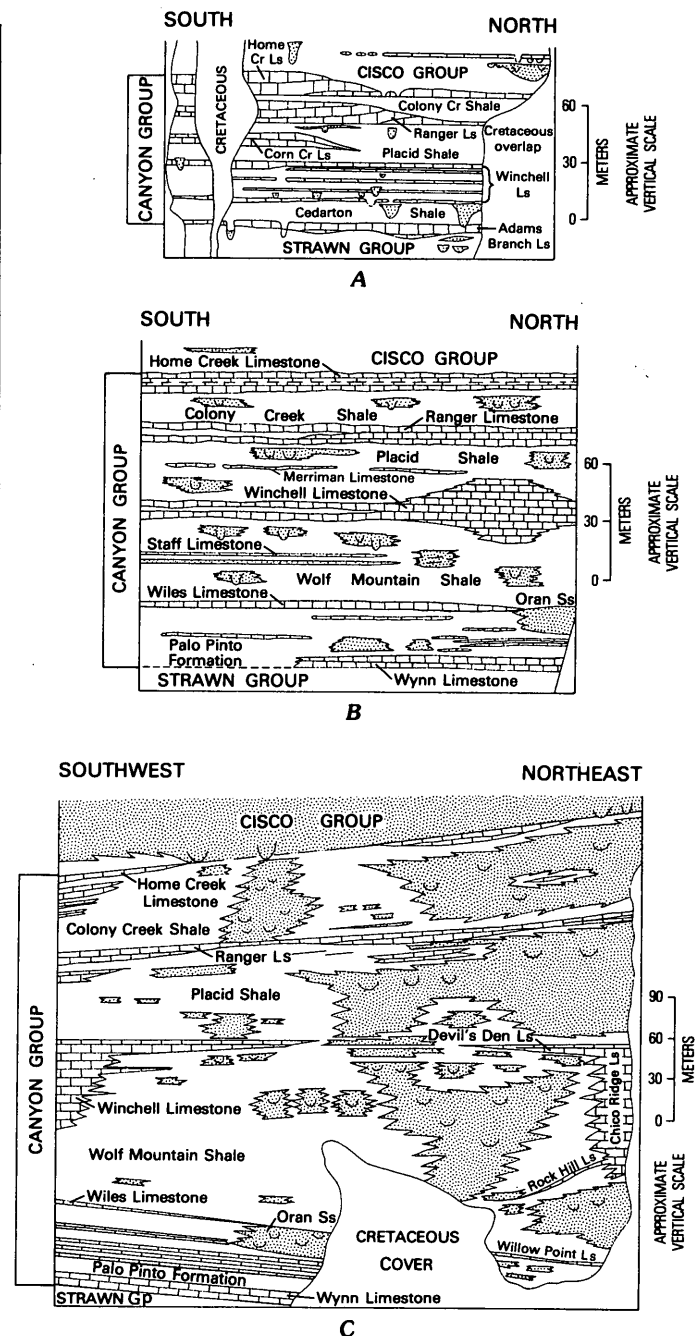 SOUTH
NORTH
Home
Cr Ls
CISCO GROUP
Colony Cr Shale
Ranger Ls
Cretaceous
overlap
Corn Cr Ls
Placid Shale
Winchell
Ls
Cedarton
Shale
Adams
Branch Ls
STRAWN GROUP
CANYON GROUP
CRETACEOUS
60
30
0
METERS
APPROXIMATE
VERTICAL SCALE
A
SOUTH
NORTH
Home Creek Limestone
CISCO GROUP
Colony Creek Shale
Ranger Limestone
Placid Shale
Merriman Limestone
Winchell Limestone
Staff Limestone
Wolf Mountain Shale
Wiles Limestone
Oran Ss
Palo Pinto
Formation
STRAWN GROUP
Wynn Limestone
CANYON GROUP
60
30
0
METERS
APPROXIMATE
VERTICAL SCALE
B
SOUTHWEST
NORTHEAST
CISCO GROUP
Home Creek
Limestone
Colony Creek Shale
Ranger Ls
Placid Shale
Devil's Den Ls
Winchell Limestone
Chico Ridge Ls
Wolf Mountain Shale
Rock Hill Ls
Wiles Limestone
Oran Ss
CRETACEOUS
COVER
Willow Point Ls
Palo Pinto Formation
STRAWN Gp
Wynn Limestone
CANYON GROUP
90
60
30
0
METERS
APPROXIMATE
VERTICAL SCALE
C